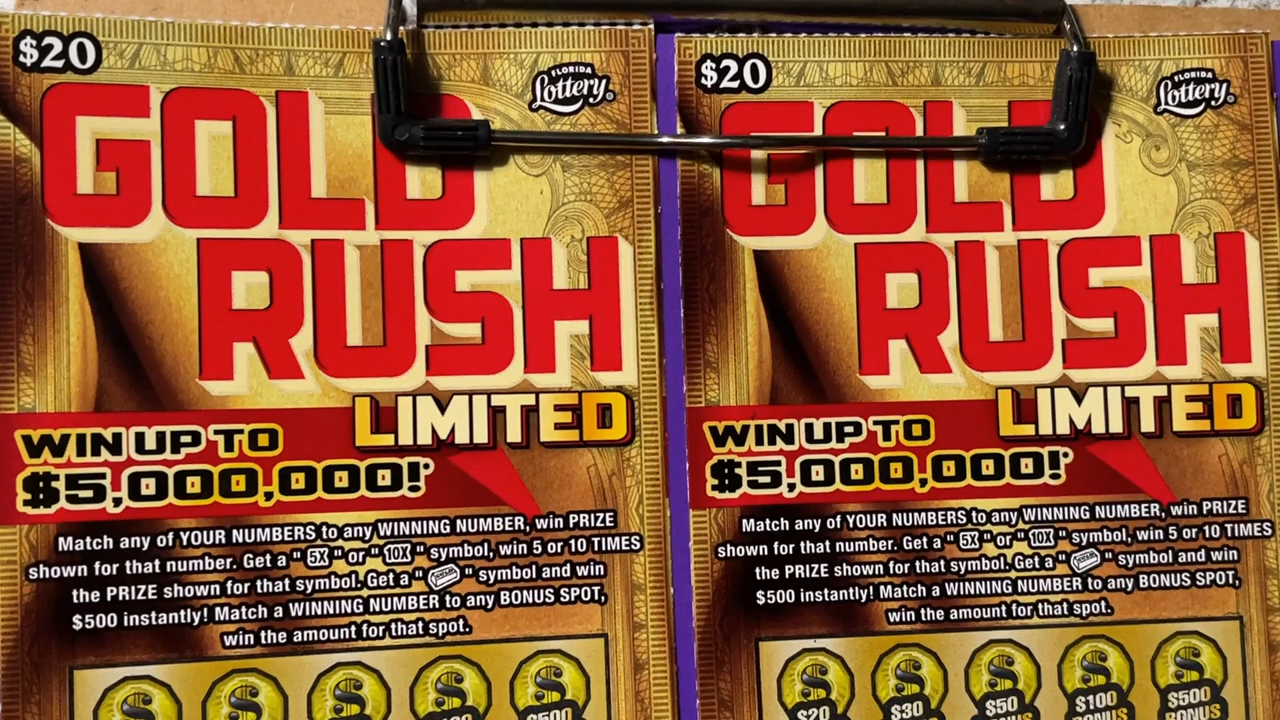 $20
FLORIDA
Lottery
GOLD
RUSH
LIMITED
WIN UP TO
$5,000,000!*
Match any of YOUR NUMBERS to any WINNING NUMBER, win PRIZE
shown for that number. Get a "5X" or "10X" symbol, win 5 or 10 TIMES
the PRIZE shown for that symbol. Get a " " symbol and win
$500 instantly! Match a WINNING NUMBER to any BONUS SPOT,
win the amount for that spot.
$500
$20
FLORIDA
Lottery
GOLD
RUSH
LIMITED
WIN UP TO
$5,000,000!*
Match any of YOUR NUMBERS to any WINNING NUMBER, win PRIZE
shown for that number. Get a "5X" or "10X" symbol, win 5 or 10 TIMES
the PRIZE shown for that symbol. Get a " " symbol and win
$500 instantly! Match a WINNING NUMBER to any BONUS SPOT,
win the amount for that spot.
$20 $30 $50 $100 $500
BONUS BONUS